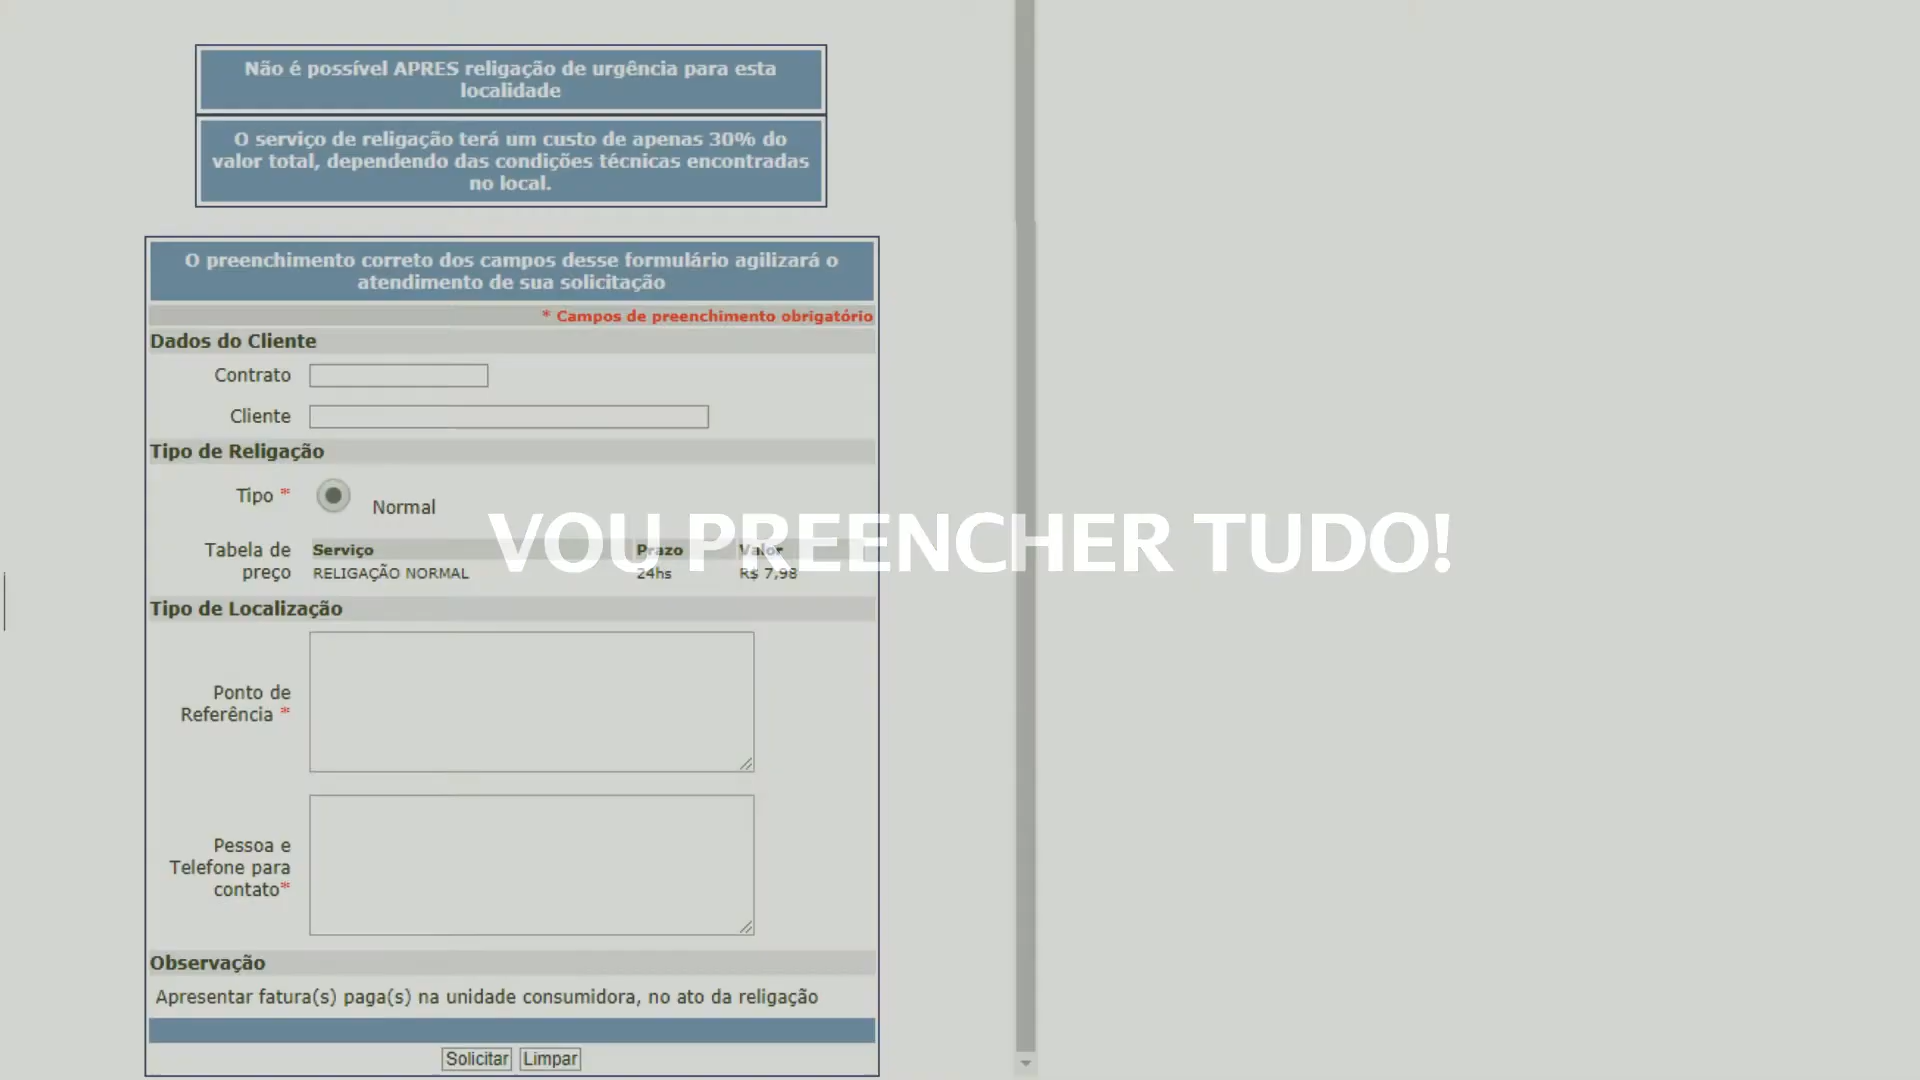 Não é possível APRES religação de urgência para esta
localidade
O serviço de religação terá um custo de apenas 30% do
valor total, dependendo das condições técnicas encontradas
no local.
O preenchimento correto dos campos desse formulário agilizará o
atendimento de sua solicitação
* Campos de preenchimento obrigatório
Dados do Cliente
Contrato
Cliente
Tipo de Religação
Tipo *
Normal
VOU PREENCHER TUDO!
Tabela de
preço
Serviço Prazo Valor
RELIGAÇÃO NORMAL 24hs R$ 7,98
Tipo de Localização
Ponto de
Referência *
Pessoa e
Telefone para
contato*
Observação
Apresentar fatura(s) paga(s) na unidade consumidora, no ato da religação
Solicitar Limpar